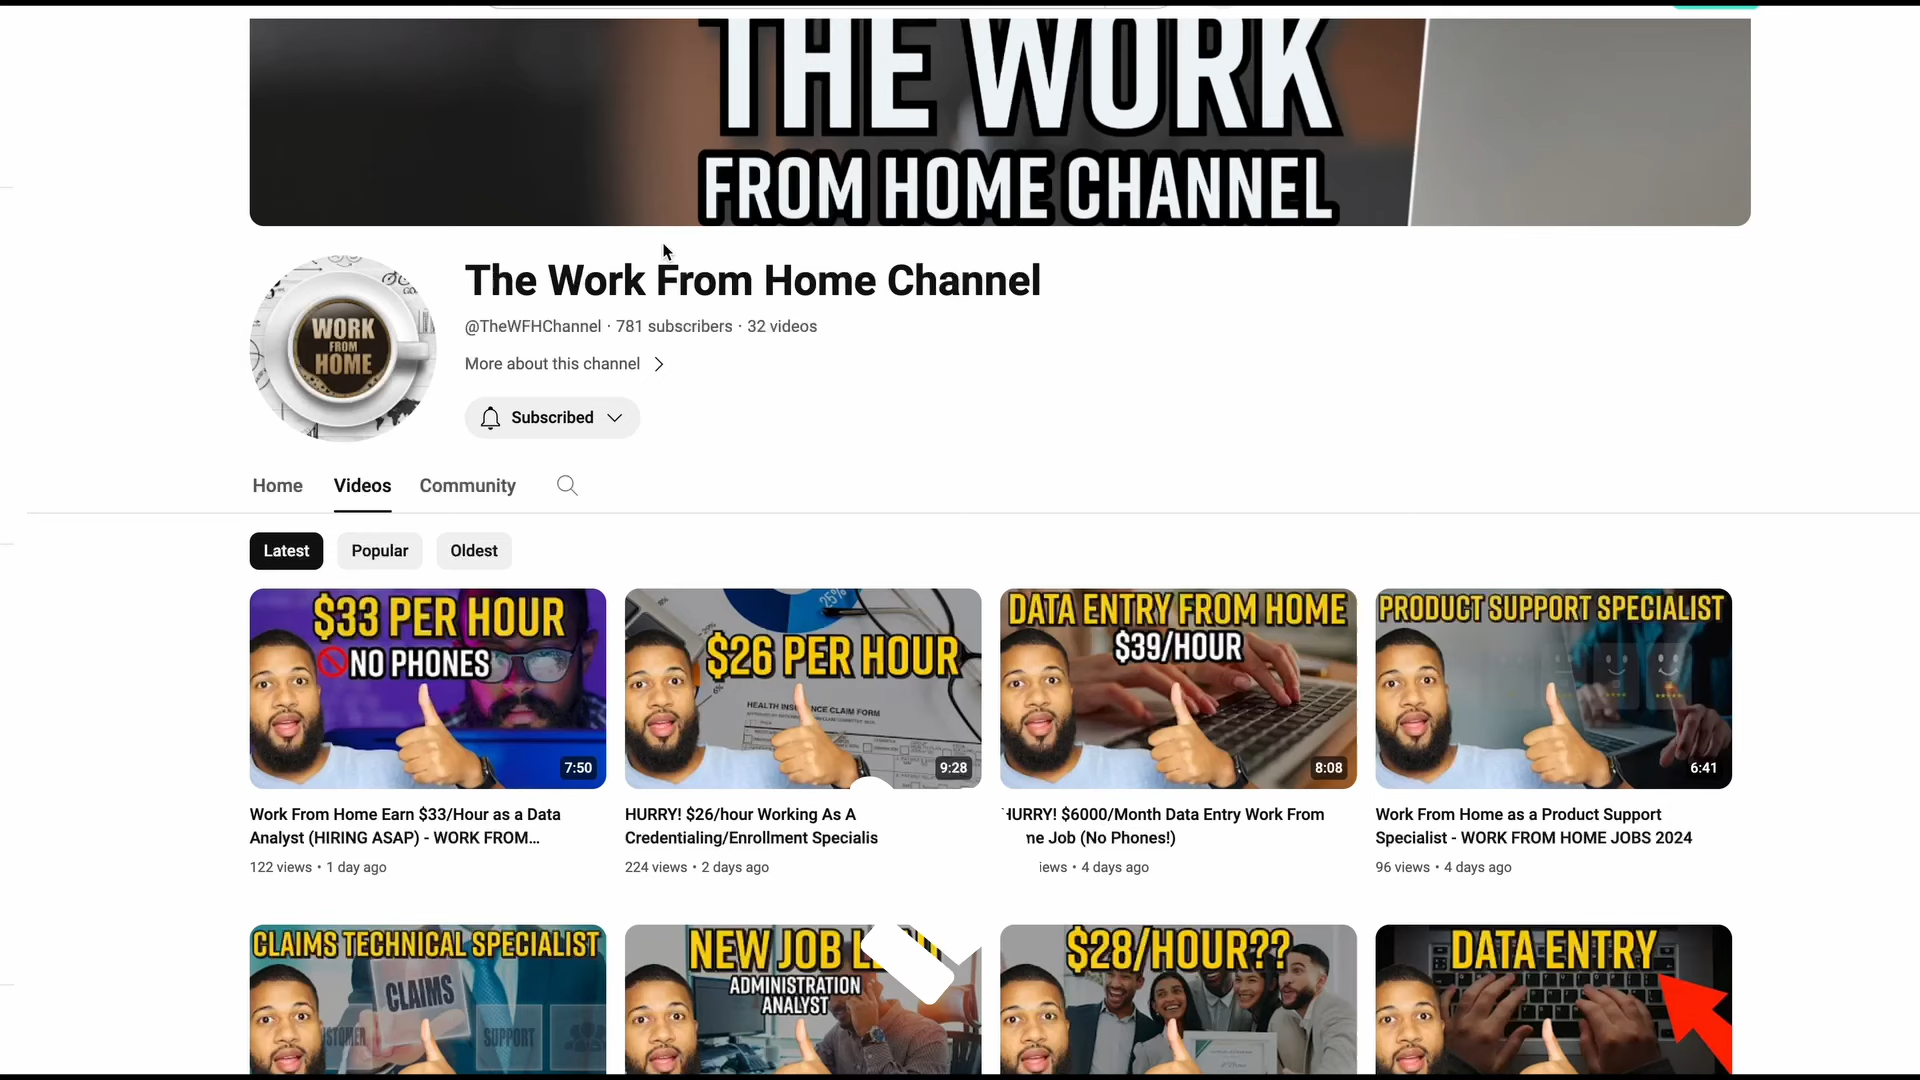 THE WORK
FROM HOME CHANNEL
The Work From Home Channel
@TheWFHChannel · 781 subscribers · 32 videos
More about this channel
WORK
FROM
HOME
Subscribed
Home Videos Community
Latest Popular Oldest
$33 PER HOUR
NO PHONES
7:50
25%
$26 PER HOUR
HEALTH INSURANCE CLAIM FORM
9:28
DATA ENTRY FROM HOME
$39/HOUR
8:08
PRODUCT SUPPORT SPECIALIST
6:41
Work From Home Earn $33/Hour as a Data
Analyst (HIRING ASAP) - WORK FROM...
122 views • 1 day ago
HURRY! $26/hour Working As A
Credentialing/Enrollment Specialis
224 views • 2 days ago
HURRY! $6000/Month Data Entry Work From
me Job (No Phones!)
iews • 4 days ago
Work From Home as a Product Support
Specialist - WORK FROM HOME JOBS 2024
96 views • 4 days ago
CLAIMS TECHNICAL SPECIALIST
CLAIMS
SUPPORT
NEW JOB
ADMINISTRATION
ANALYST
$28/HOUR??
DATA ENTRY